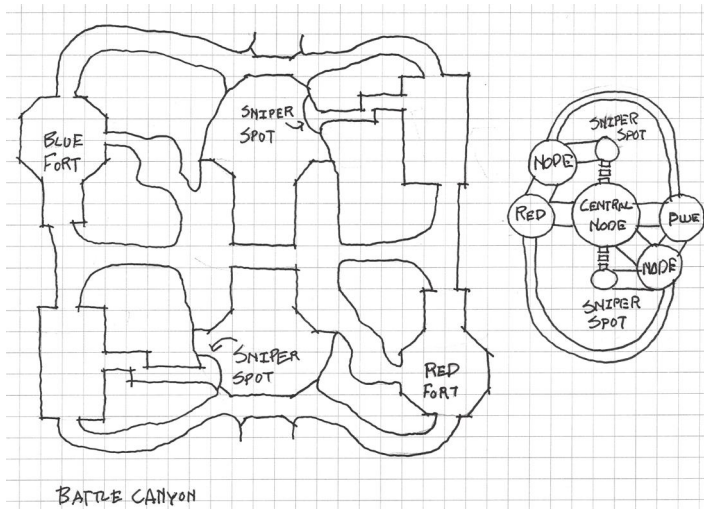 SNIPER
SPOT
BLUE
FORT
SNIPER
SPOT
RED
FORT
BATTLE CANYON
SNIPER
SPOT
NODE
RED
CENTRAL
NODE
BLUE
NODE
SNIPER
SPOT